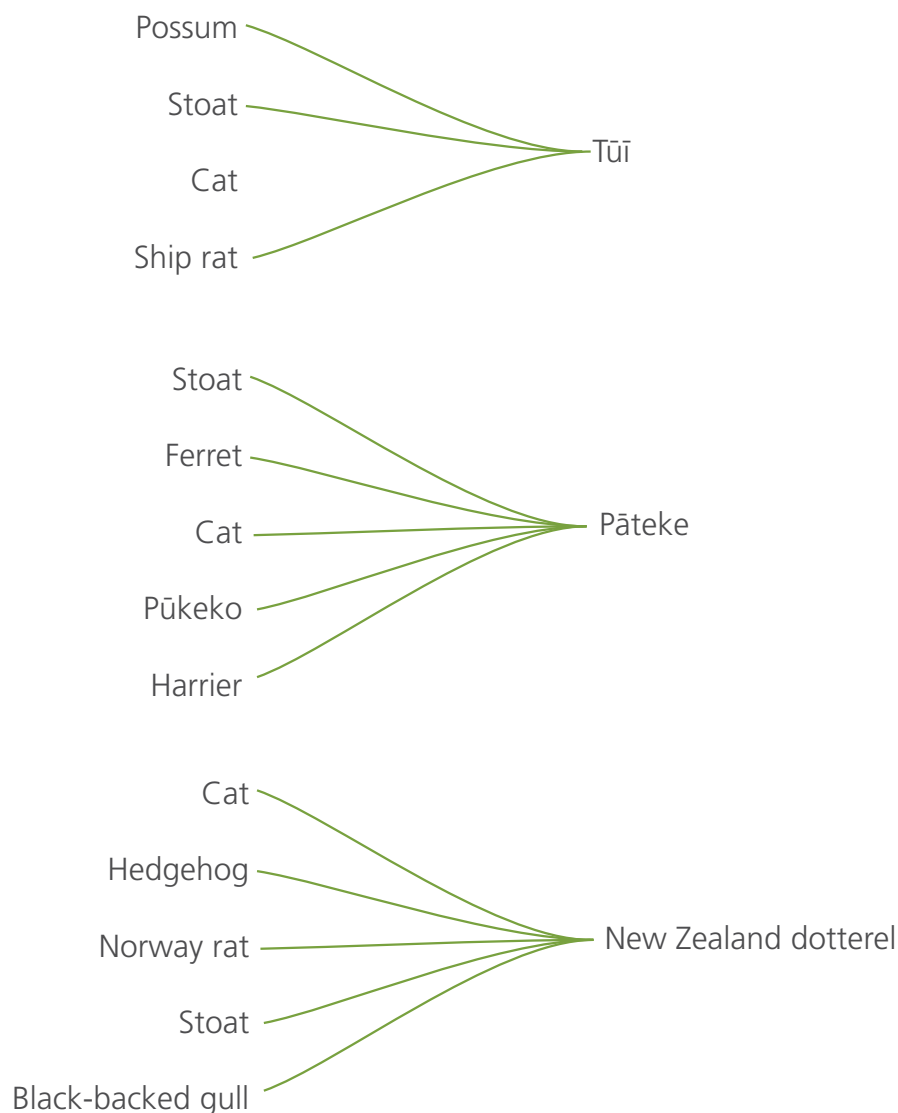 Possum
Stoat
Cat
Ship rat
Tūī
Stoat
Ferret
Cat
Pūkeko
Harrier
Pāteke
Cat
Hedgehog
Norway rat
Stoat
Black-backed gull
New Zealand dotterel